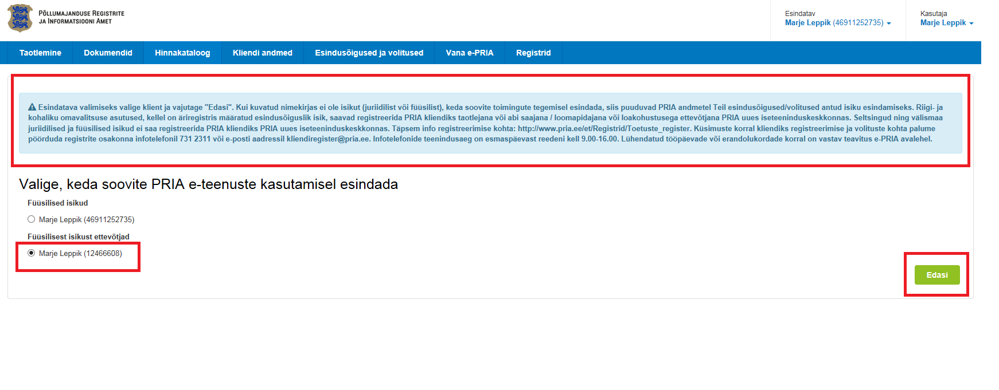 PÕLLUMAJANDUSE REGISTRITE
JA INFORMATSIOONI AMET
Esindatav
Marje Leppik (46911252735)
Kasutaja
Marje Leppik
Taotlemine
Dokumendid
Hinnakataloog
Kliendi andmed
Esindusõigused ja volitused
Vana e-PRIA
Registrid
Esindatava valimiseks valige klient ja vajutage "Edasi". Kui kuvatud nimekirjas ei ole isikut (juriidilist või füüsilist), keda soovite toimingute tegemisel esindada, siis puuduvad PRIA andmetel Teil esindusõigused/volitused antud isiku esindamiseks. Riigi- ja
kohaliku omavalitsuse asutused, kellel on äriregistris määratud esindusõiguslik isik, saavad registreerida PRIA kliendiks taotlejana või abi saajana / loomapidajana või loakohustusega ettevõtjana PRIA uues iseteeninduskeskkonnas. Seltsingud ning välismaa
juriidilised ja füüsilised isikud ei saa registreerida PRIA kliendiks PRIA uues iseteeninduskeskkonnas. Täpsem info registreerimise kohta: http://www.pria.ee/et/Registrid/Toetuste_register. Küsimuste korral kliendiks registreerimise ja volituste kohta palume
pöörduda registrite osakonna infotelefonil 731 2311 või e-posti aadressil kliendiregister@pria.ee. Infotelefonide teenindusaeg on esmaspäevast reedeni kell 9.00-16.00. Lühendatud tööpäevade või erandolukordade korral on vastav teavitus e-PRIA avalehel.
Valige, keda soovite PRIA e-teenuste kasutamisel esindada
Füüsilised isikud
Marje Leppik (46911252735)
Füüsilisest isikust ettevõtjad
Marje Leppik (12466608)
Edasi